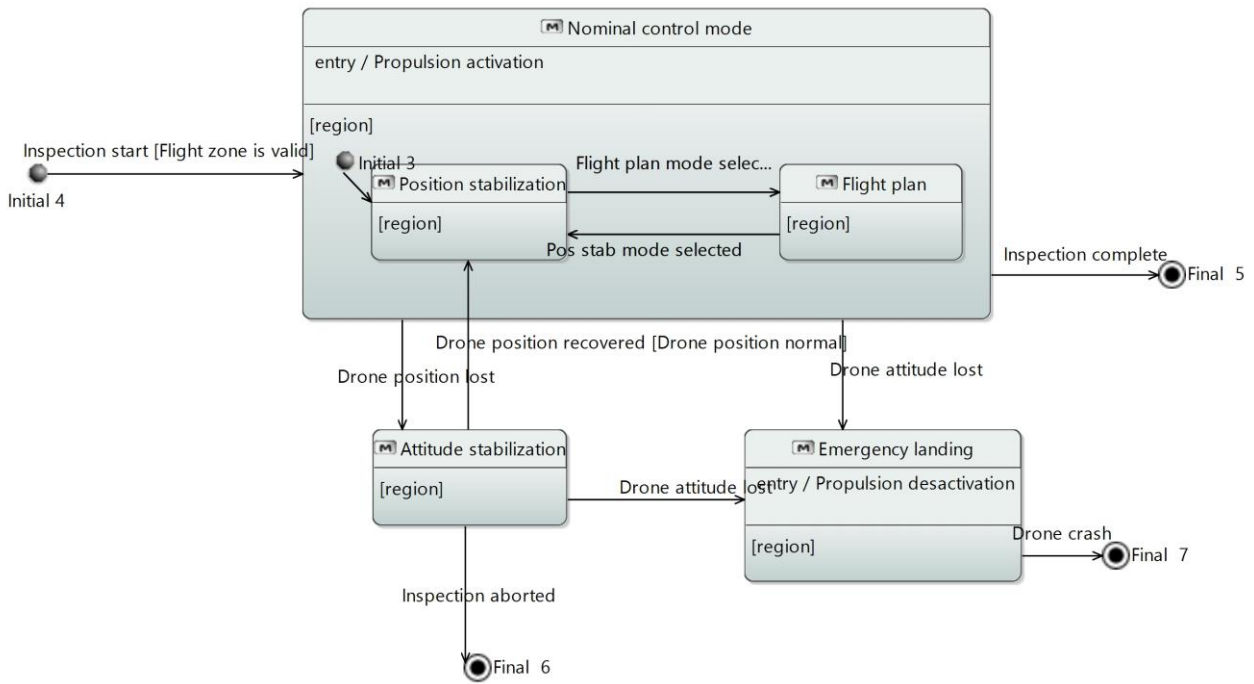 Nominal control mode
entry / Propulsion activation
[region]
Inspection start [Flight zone is valid]
Initial 4
Initial 3
Flight plan mode selec...
Position stabilization
Flight plan
[region]
[region]
Pos stab mode selected
Inspection complete
Final 5
Drone position recovered [Drone position normal]
Drone position lost
Drone attitude lost
Attitude stabilization
Emergency landing
[region]
Drone attitude lost
entry / Propulsion desactivation
[region]
Drone crash
Final 7
Inspection aborted
Final 6